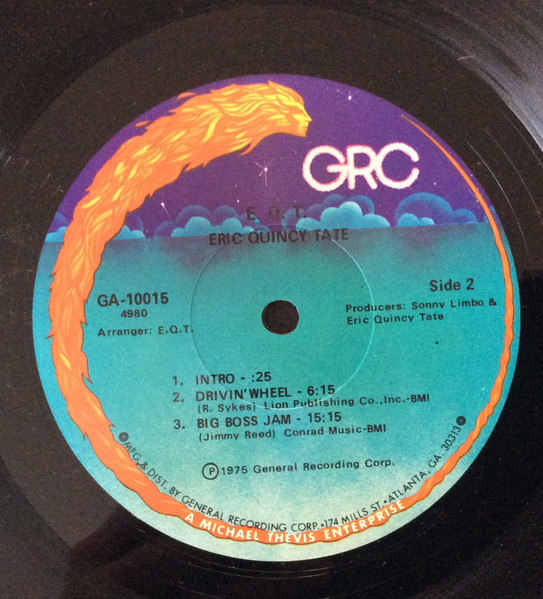 GRC
E. Q. T.
ERIC QUINCY TATE
GA-10015
4980
Arranger: E.Q.T.
Side 2
Producers: Sonny Limbo &
Eric Quincy Tate
1. INTRO - :25
2. DRIVIN' WHEEL - 6:15
(R. Sykes) Lion Publishing Co., Inc.-BMI
3. BIG BOSS JAM - 15:15
(Jimmy Reed) Conrad Music-BMI
Ⓟ 1975 General Recording Corp.
MFG. & DIST. BY GENERAL RECORDING CORP. • 174 MILLS ST. • ATLANTA, GA. 30313
A MICHAEL THEVIS ENTERPRISE